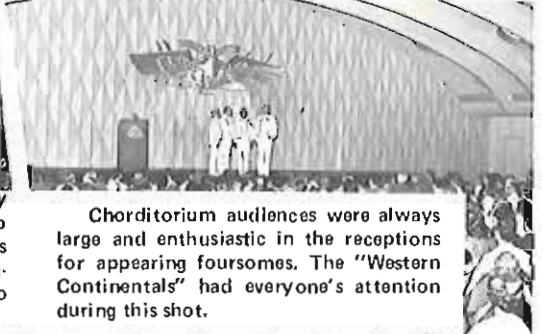 Chorditorium audiences were always
large and enthusiastic in the receptions
for appearing foursomes. The "Western
Continentals" had everyone's attention
during this shot.